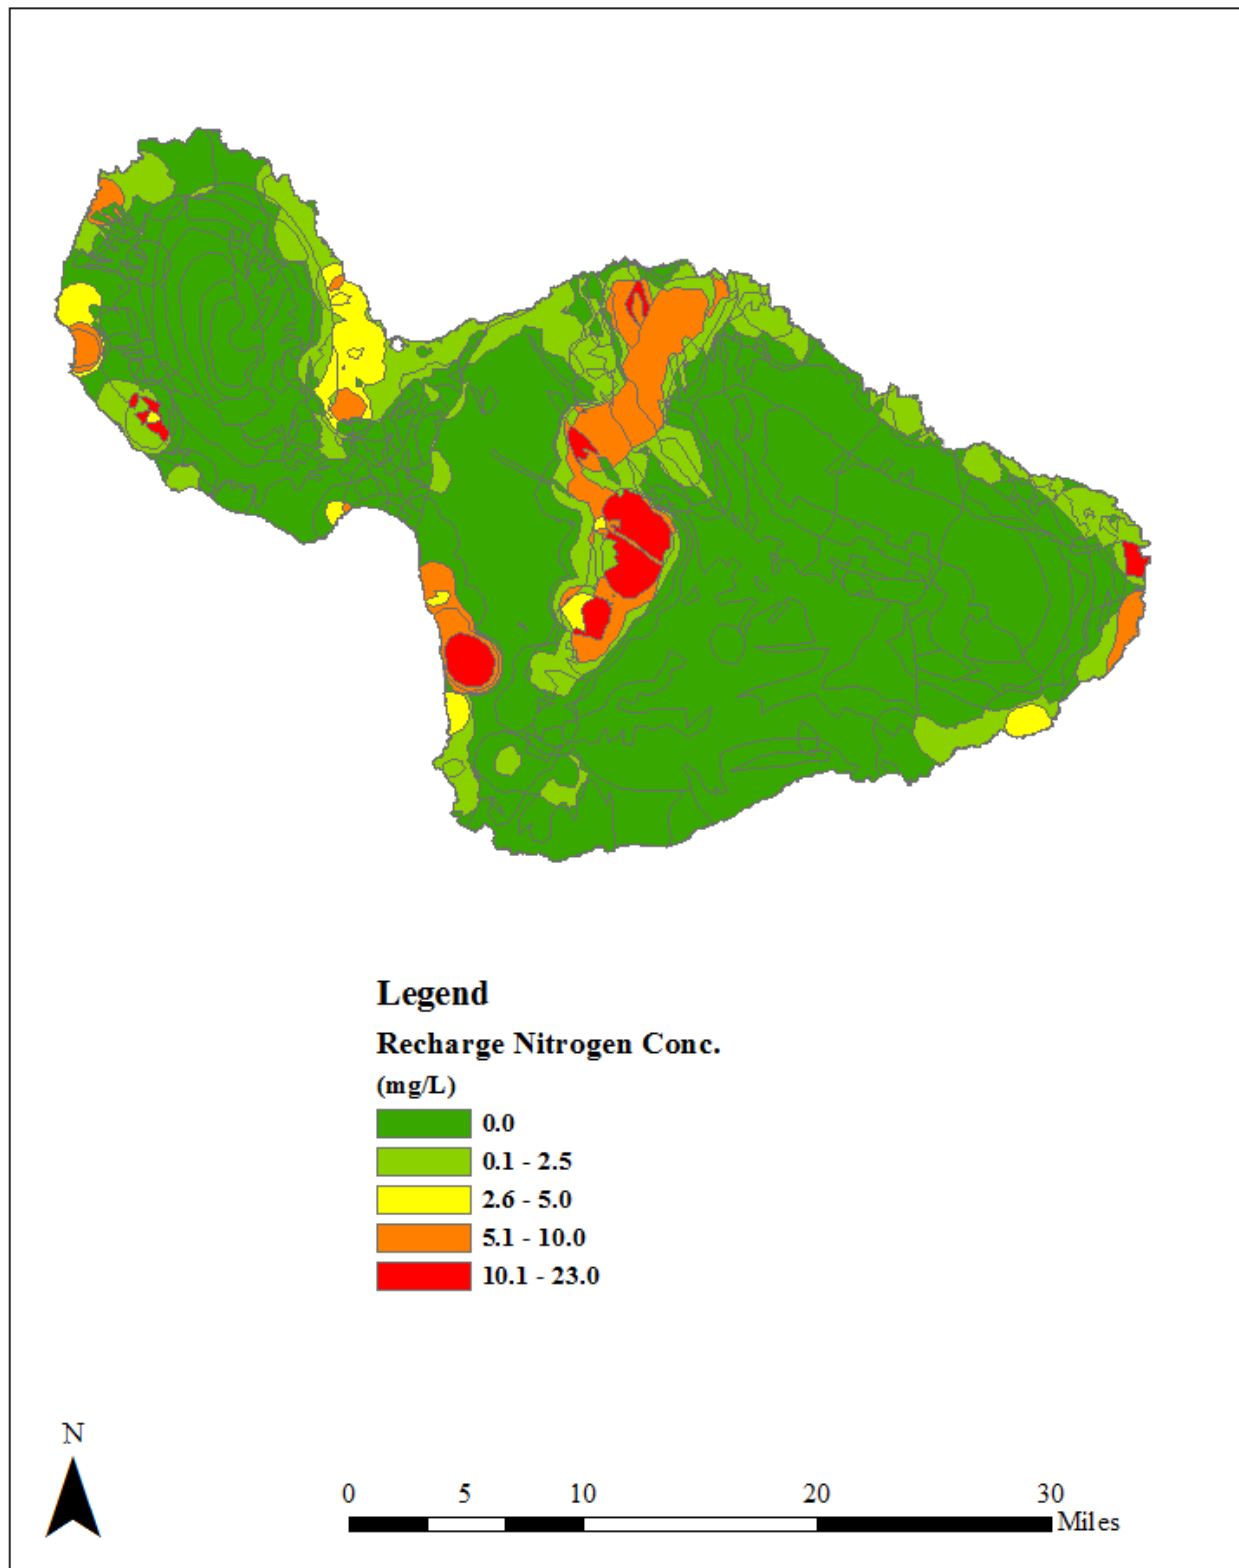 Legend
Recharge Nitrogen Conc.
(mg/L)
0.0
0.1 - 2.5
2.6 - 5.0
5.1 - 10.0
10.1 - 23.0
N
0 5 10 20 30
Miles